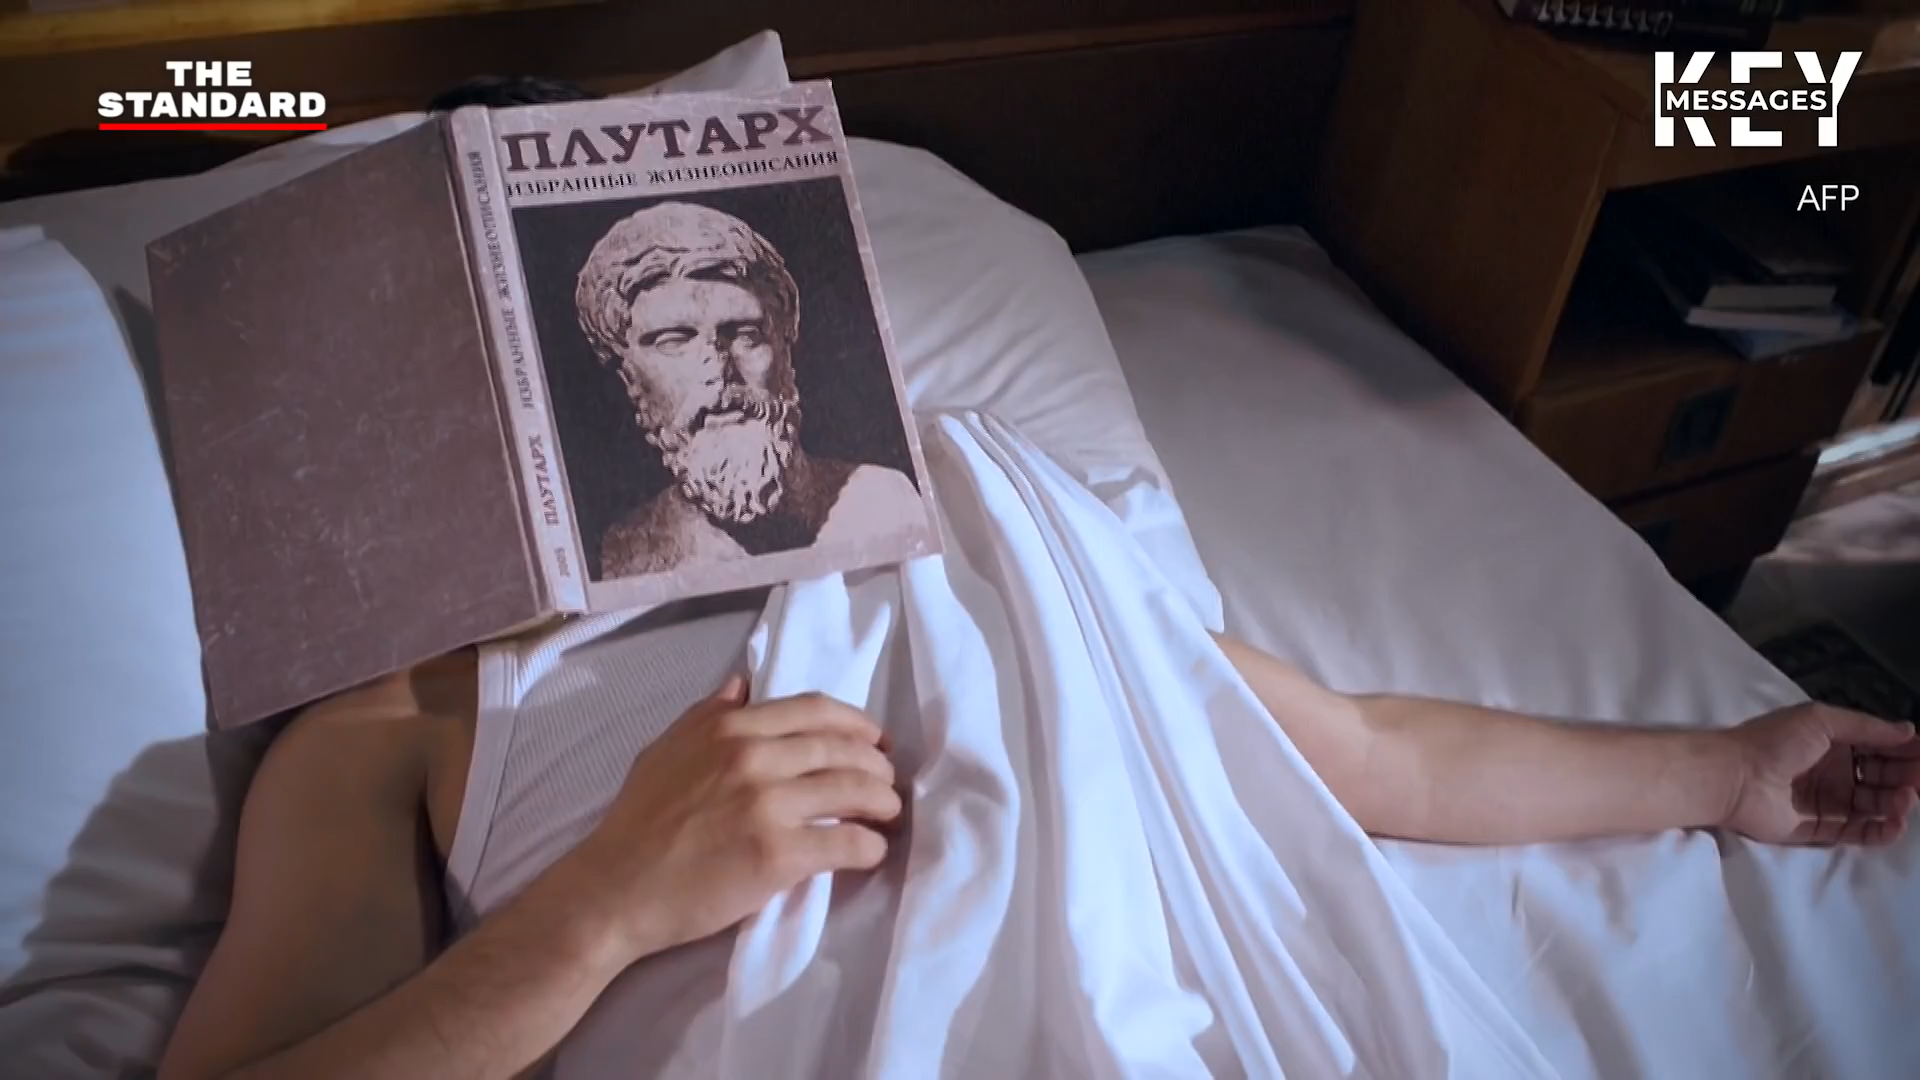 THE
STANDARD
KEY
MESSAGES
AFP
ПЛУТАРХ
ИЗБРАННЫЕ ЖИЗНЕОПИСАНИЯ
ПЛУТАРХ ИЗБРАННЫЕ ЖИЗНЕОПИСАНИЯ